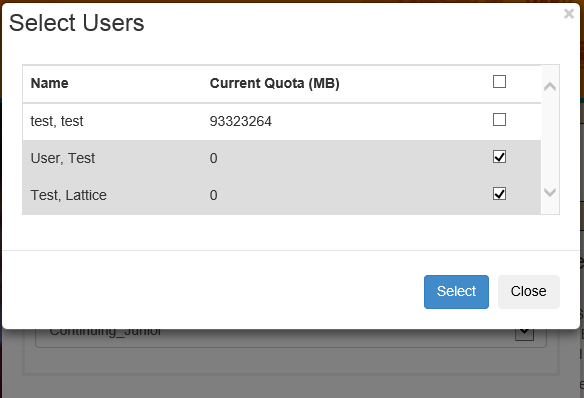 Select Users
×
Name Current Quota (MB)
test, test 93323264
User, Test 0
Test, Lattice 0
Select Close
Continuing_Junior